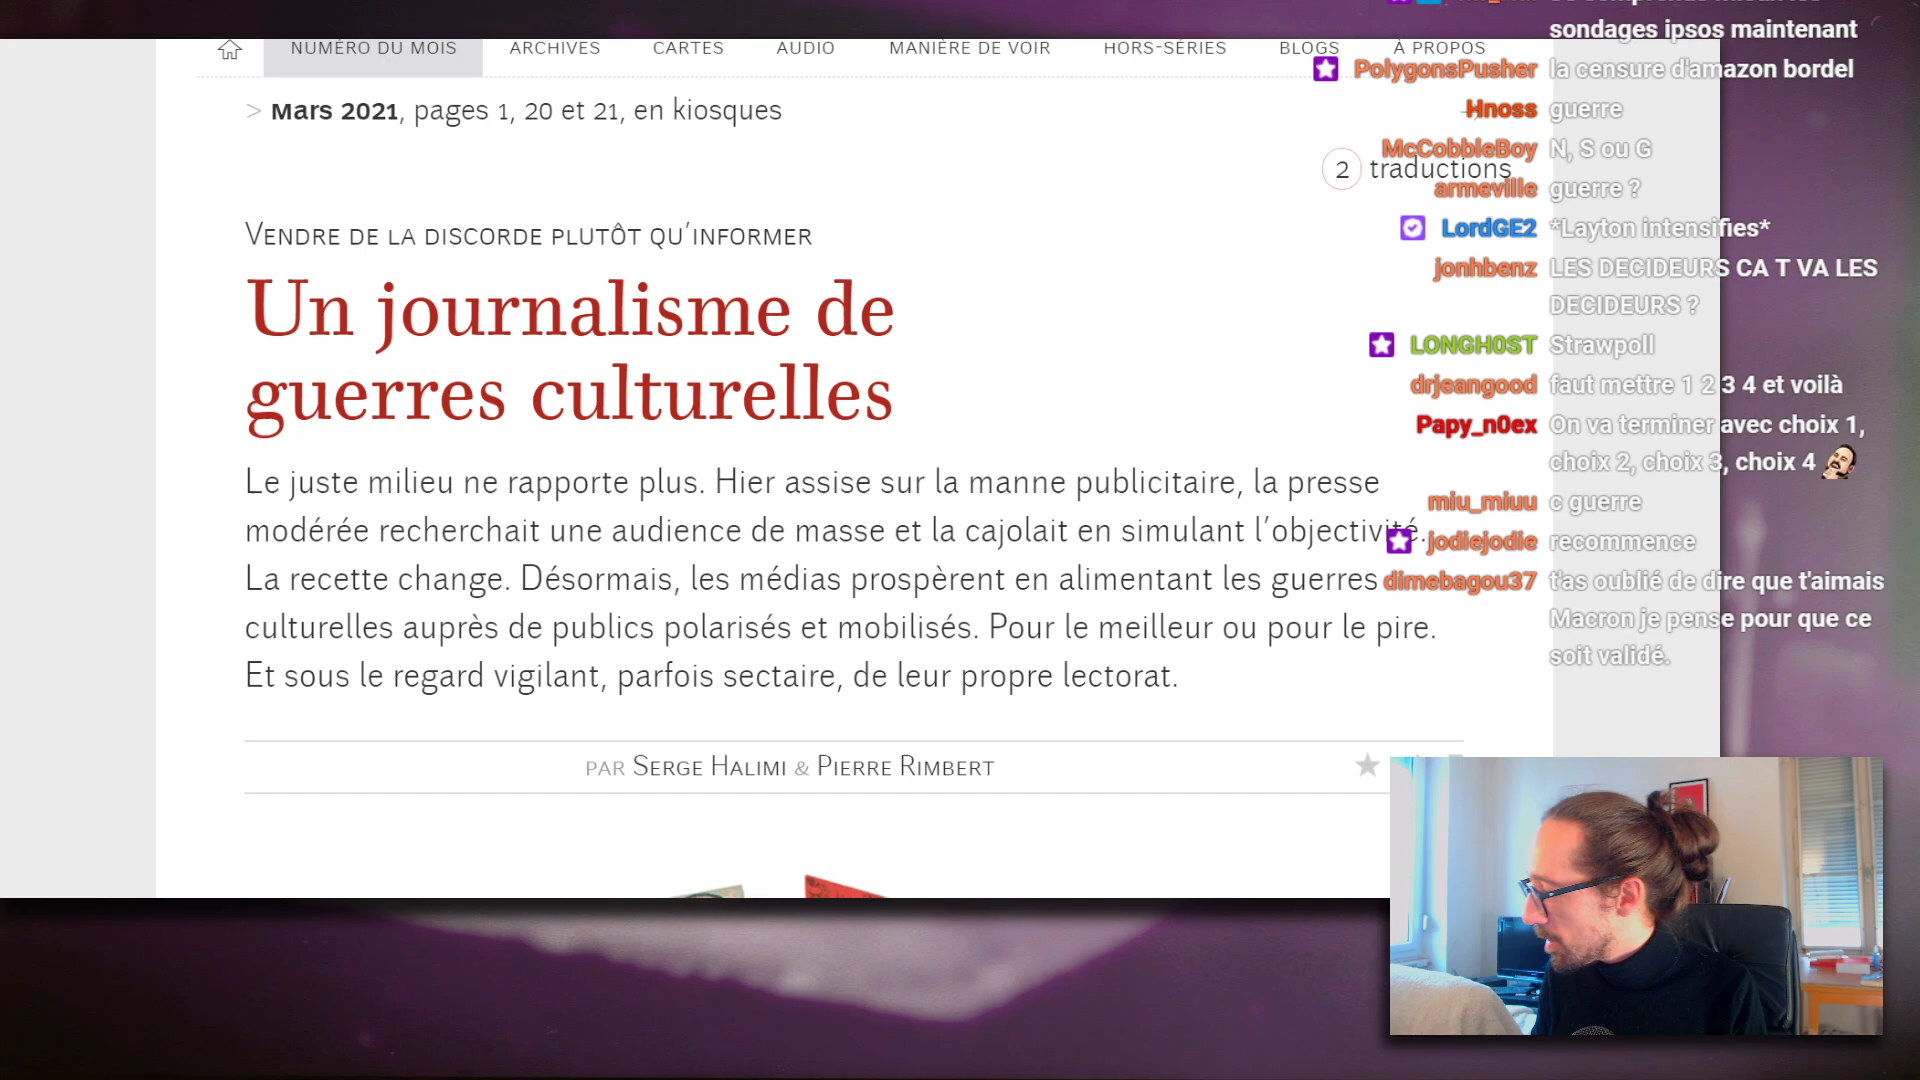 NUMÉRO DU MOIS ARCHIVES CARTES AUDIO MANIÈRE DE VOIR HORS-SÉRIES BLOGS À PROPOS
> Mars 2021, pages 1, 20 et 21, en kiosques
2 traductions
VENDRE DE LA DISCORDE PLUTÔT QU’INFORMER
Un journalisme de
guerres culturelles
Le juste milieu ne rapporte plus. Hier assise sur la manne publicitaire, la presse
modérée recherchait une audience de masse et la cajolait en simulant l’objectivité.
La recette change. Désormais, les médias prospèrent en alimentant les guerres
culturelles auprès de publics polarisés et mobilisés. Pour le meilleur ou pour le pire.
Et sous le regard vigilant, parfois sectaire, de leur propre lectorat.
PAR SERGE HALIMI & PIERRE RIMBERT
sondages ipsos maintenant
PolygonsPusher la censure d'amazon bordel
Hnoss guerre
McCobbieBoy N, S ou G
armeville guerre ?
LordGE2 *Layton intensifies*
jonhbenz LES DECIDEURS CA T VA LES
DECIDEURS ?
LONGH0ST Strawpoll
drjeangood faut mettre 1 2 3 4 et voilà
Papy_n0ex On va terminer avec choix 1,
choix 2, choix 3, choix 4
miu_miuu c guerre
jodiejodie recommence
dimebagou37 t'as oublié de dire que t'aimais
Macron je pense pour que ce
soit validé.